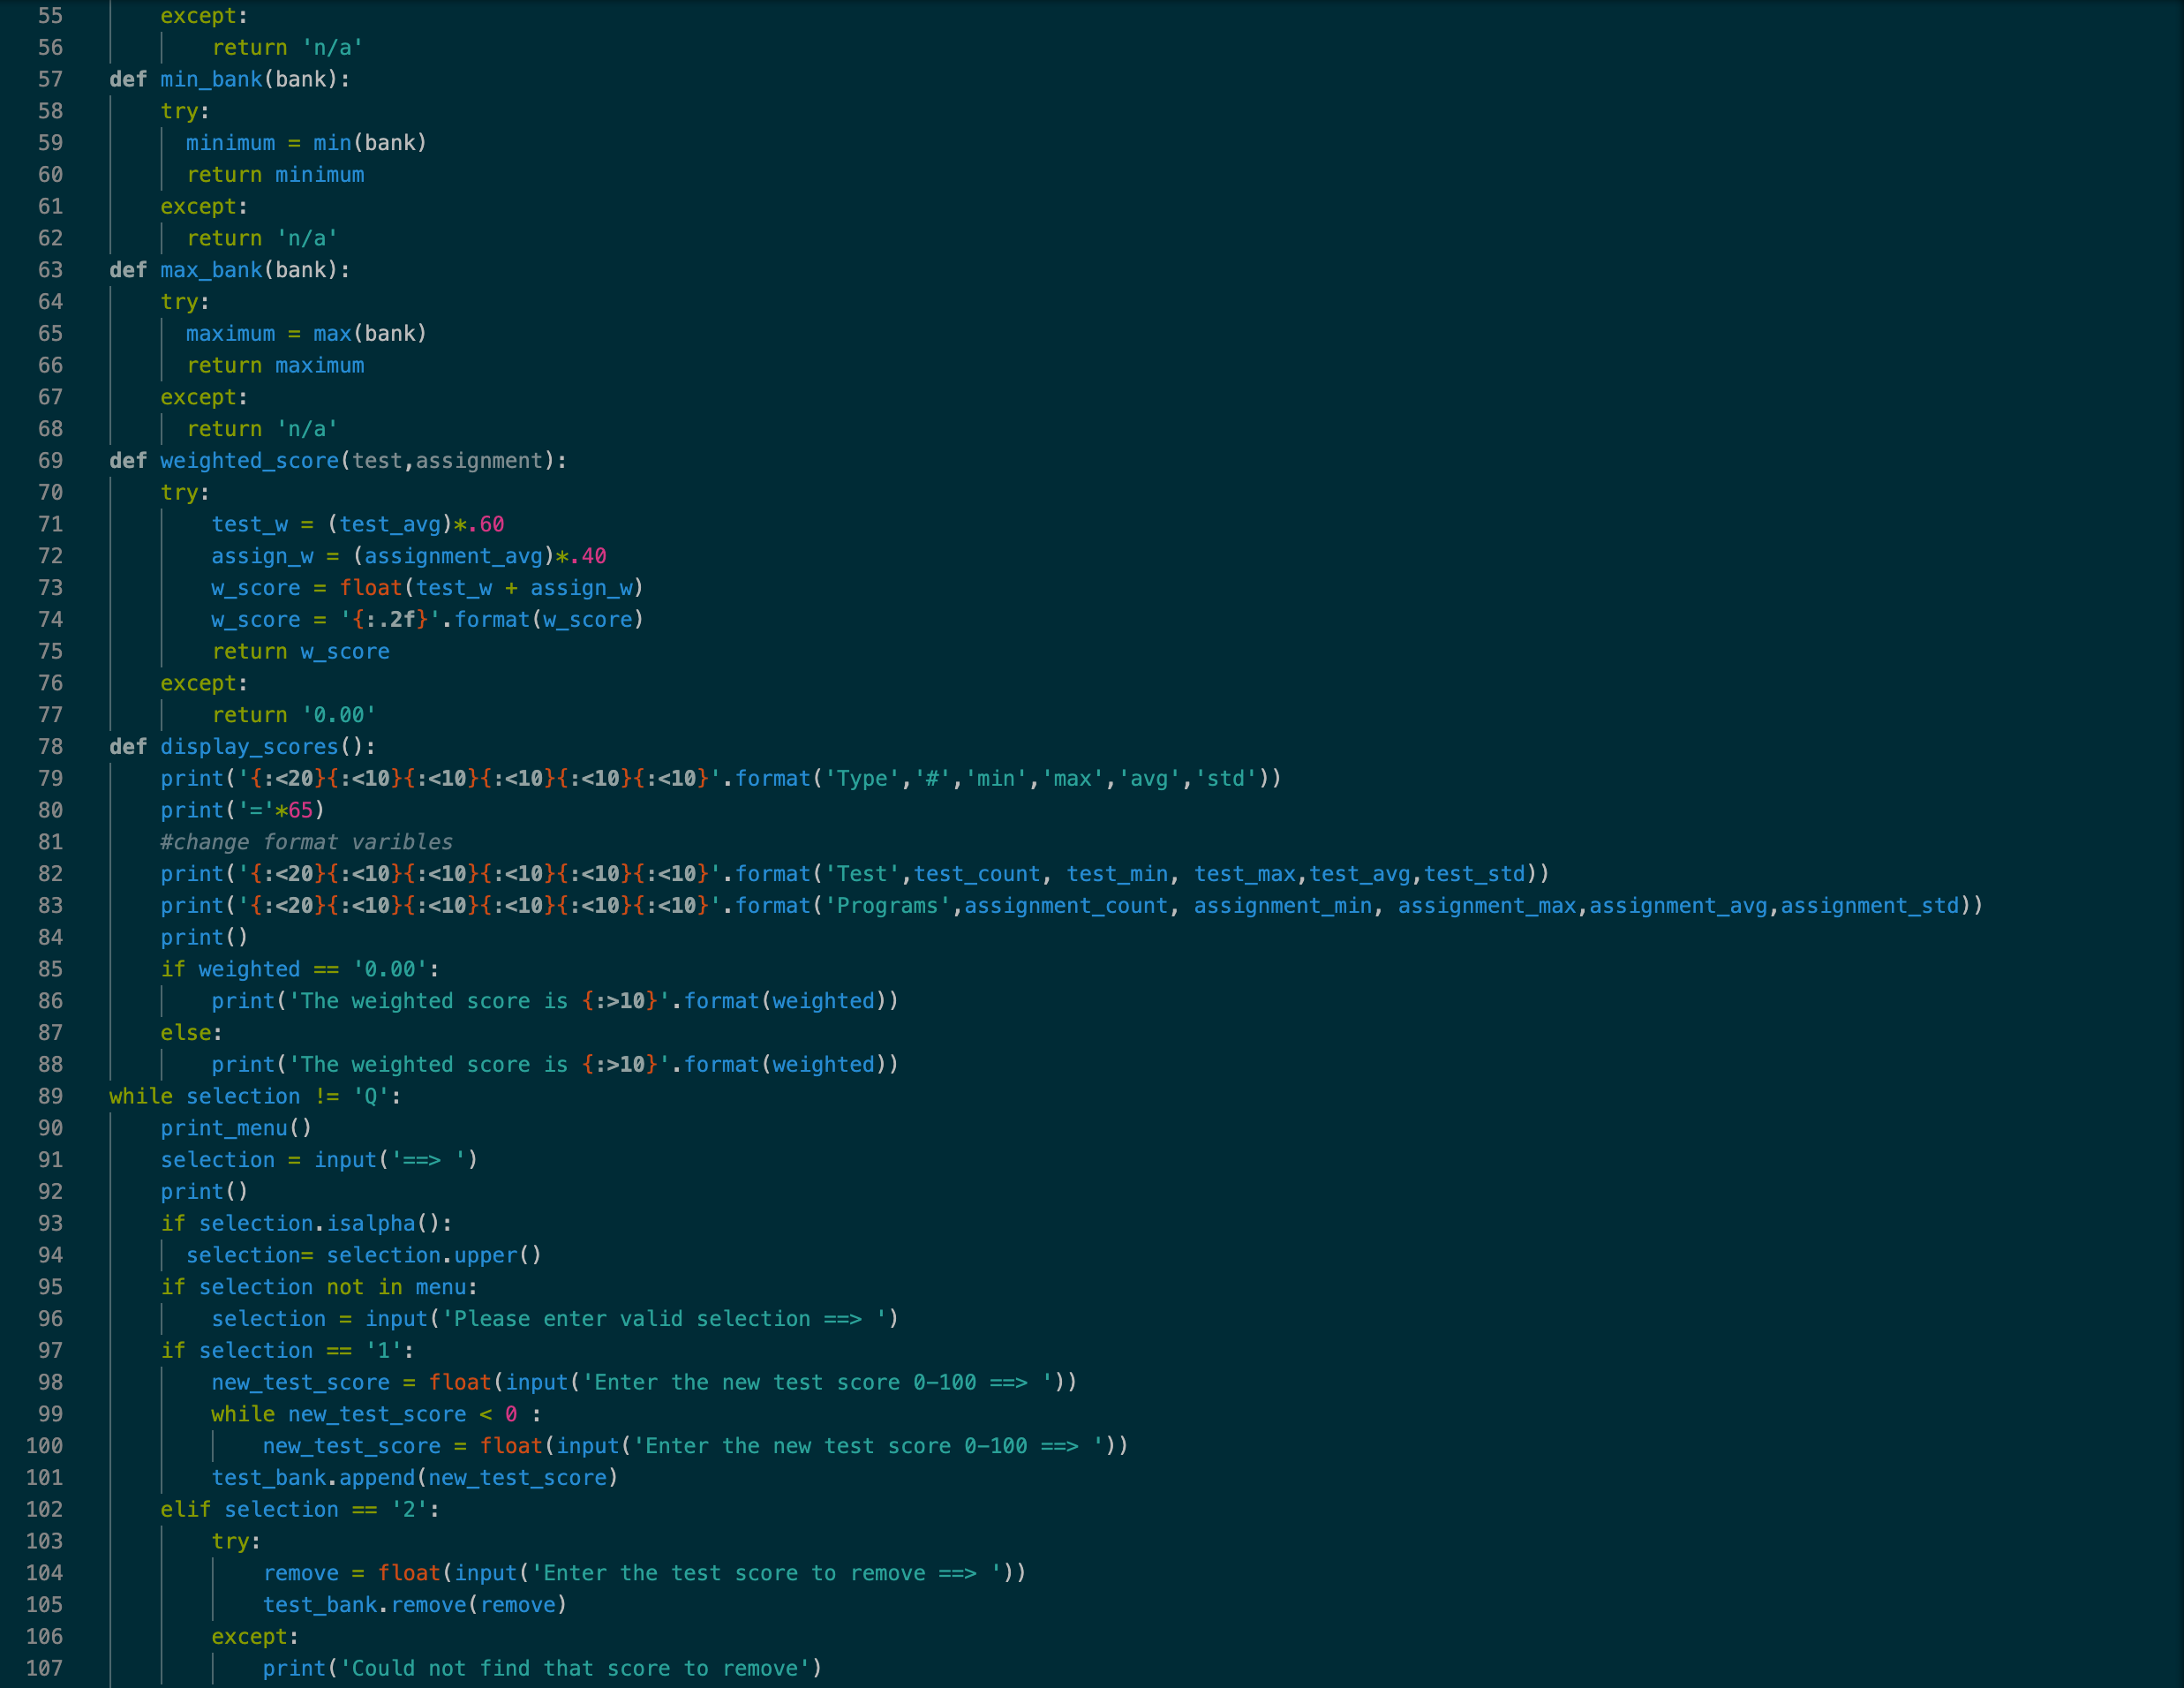 55 except:
56 return 'n/a'
57 def min_bank(bank):
58 try:
59 minimum = min(bank)
60 return minimum
61 except:
62 return 'n/a'
63 def max_bank(bank):
64 try:
65 maximum = max(bank)
66 return maximum
67 except:
68 return 'n/a'
69 def weighted_score(test,assignment):
70 try:
71 test_w = (test_avg)*.60
72 assign_w = (assignment_avg)*.40
73 w_score = float(test_w + assign_w)
74 w_score = '{:.2f}'.format(w_score)
75 return w_score
76 except:
77 return '0.00'
78 def display_scores():
79 print('{:<20}{:<10}{:<10}{:<10}{:<10}{:<10}'.format('Type','#','min','max','avg','std'))
80 print('='*65)
81 #change format varibles
82 print('{:<20}{:<10}{:<10}{:<10}{:<10}{:<10}'.format('Test',test_count, test_min, test_max,test_avg,test_std))
83 print('{:<20}{:<10}{:<10}{:<10}{:<10}{:<10}'.format('Programs',assignment_count, assignment_min, assignment_max,assignment_avg,assignment_std))
84 print()
85 if weighted == '0.00':
86 print('The weighted score is {:>10}'.format(weighted))
87 else:
88 print('The weighted score is {:>10}'.format(weighted))
89 while selection != 'Q':
90 print_menu()
91 selection = input('==> ')
92 print()
93 if selection.isalpha():
94 selection= selection.upper()
95 if selection not in menu:
96 selection = input('Please enter valid selection ==> ')
97 if selection == '1':
98 new_test_score = float(input('Enter the new test score 0-100 ==> '))
99 while new_test_score < 0 :
100 new_test_score = float(input('Enter the new test score 0-100 ==> '))
101 test_bank.append(new_test_score)
102 elif selection == '2':
103 try:
104 remove = float(input('Enter the test score to remove ==> '))
105 test_bank.remove(remove)
106 except:
107 print('Could not find that score to remove')